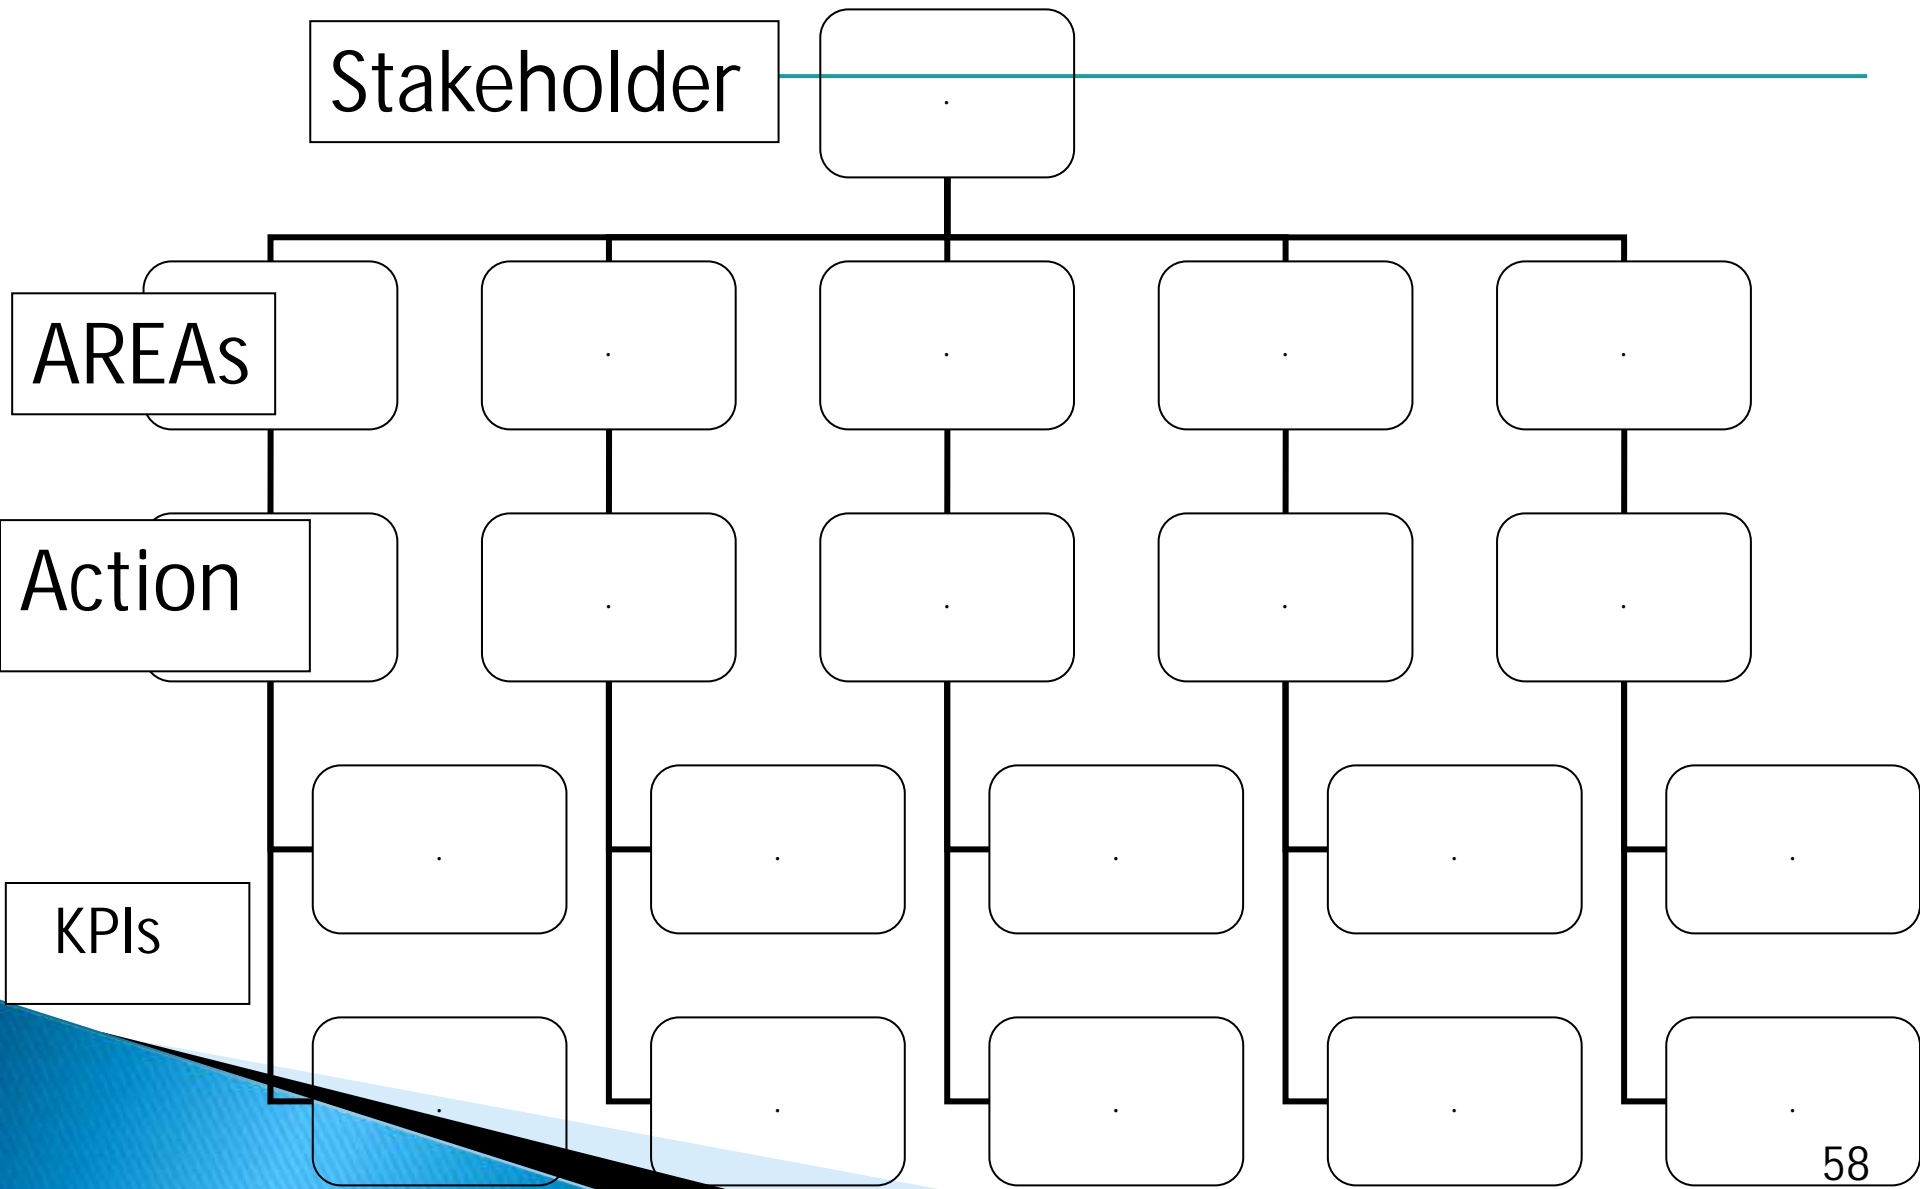 Stakeholder
.
AREAs
. . . .
Action
. . . .
. . . . .
KPIs
. . . . .
58